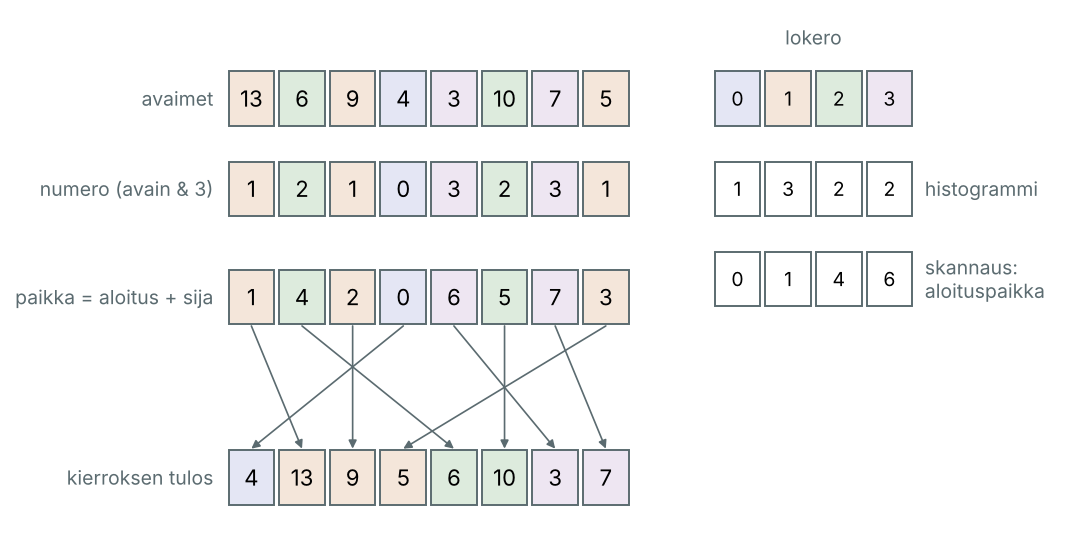 lokero
avaimet 13 6 9 4 3 10 7 5
0 1 2 3
numero (avain & 3) 1 2 1 0 3 2 3 1
1 3 2 2 histogrammi
paikka = aloitus + sija 1 4 2 0 6 5 7 3
0 1 4 6 skannaus:
aloituspaikka
kierroksen tulos 4 13 9 5 6 10 3 7